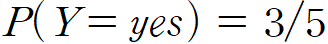 P(Y= yes) = 3/5